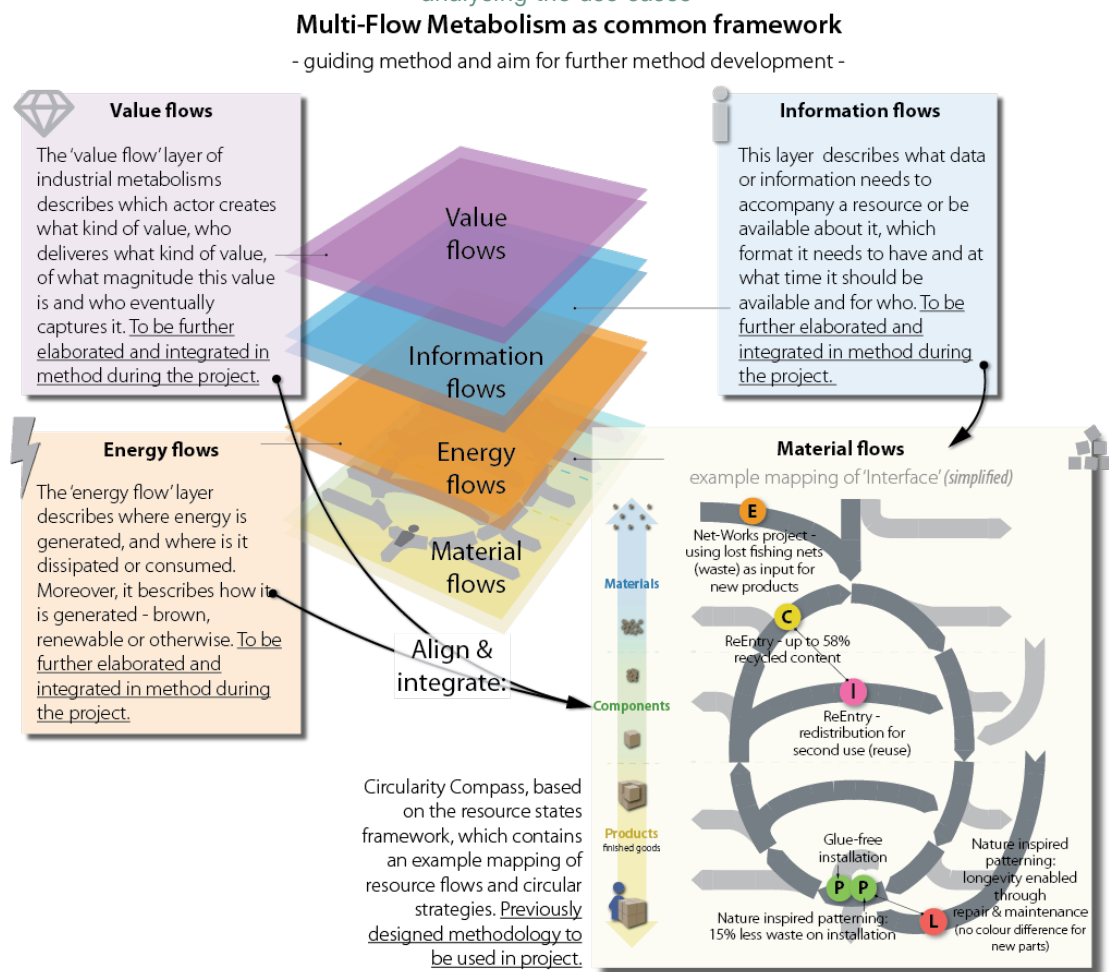 analysing the use cases
Multi-Flow Metabolism as common framework
- guiding method and aim for further method development -
Value flows
The ‘value flow’ layer of
industrial metabolisms
describes which actor creates
what kind of value, who
deliveres what kind of value,
of what magnitude this value
is and who eventually
captures it. To be further
elaborated and integrated in
method during the project.
Information flows
This layer describes what data
or information needs to
accompany a resource or be
available about it, which
format it needs to have and at
what time it should be
available and for who. To be
further elaborated and
integrated in method during
the project.
Value
flows
Information
flows
Energy
flows
Material
flows
Energy flows
The ‘energy flow’ layer
describes where energy is
generated, and where is it
dissipated or consumed.
Moreover, it bescribes how it
is generated - brown,
renewable or otherwise. To be
further elaborated and
integrated in method during
the project.
Align &
integrate:
Circularity Compass, based
on the resource states
framework, which contains
an example mapping of
resource flows and circular
strategies. Previously
designed methodology to
be used in project.
Material flows
example mapping of ‘Interface’ (simplified)
Materials
Components
Products
finished goods
E
Net-Works project -
using lost fishing nets
(waste) as input for
new products
C
ReEntry - up to 58%
recycled content
I
ReEntry -
redistribution for
second use (reuse)
Glue-free
installation
P P
Nature inspired patterning:
15% less waste on installation
L
Nature inspired
patterning:
longevity enabled
through
repair & maintenance
(no colour difference for
new parts)